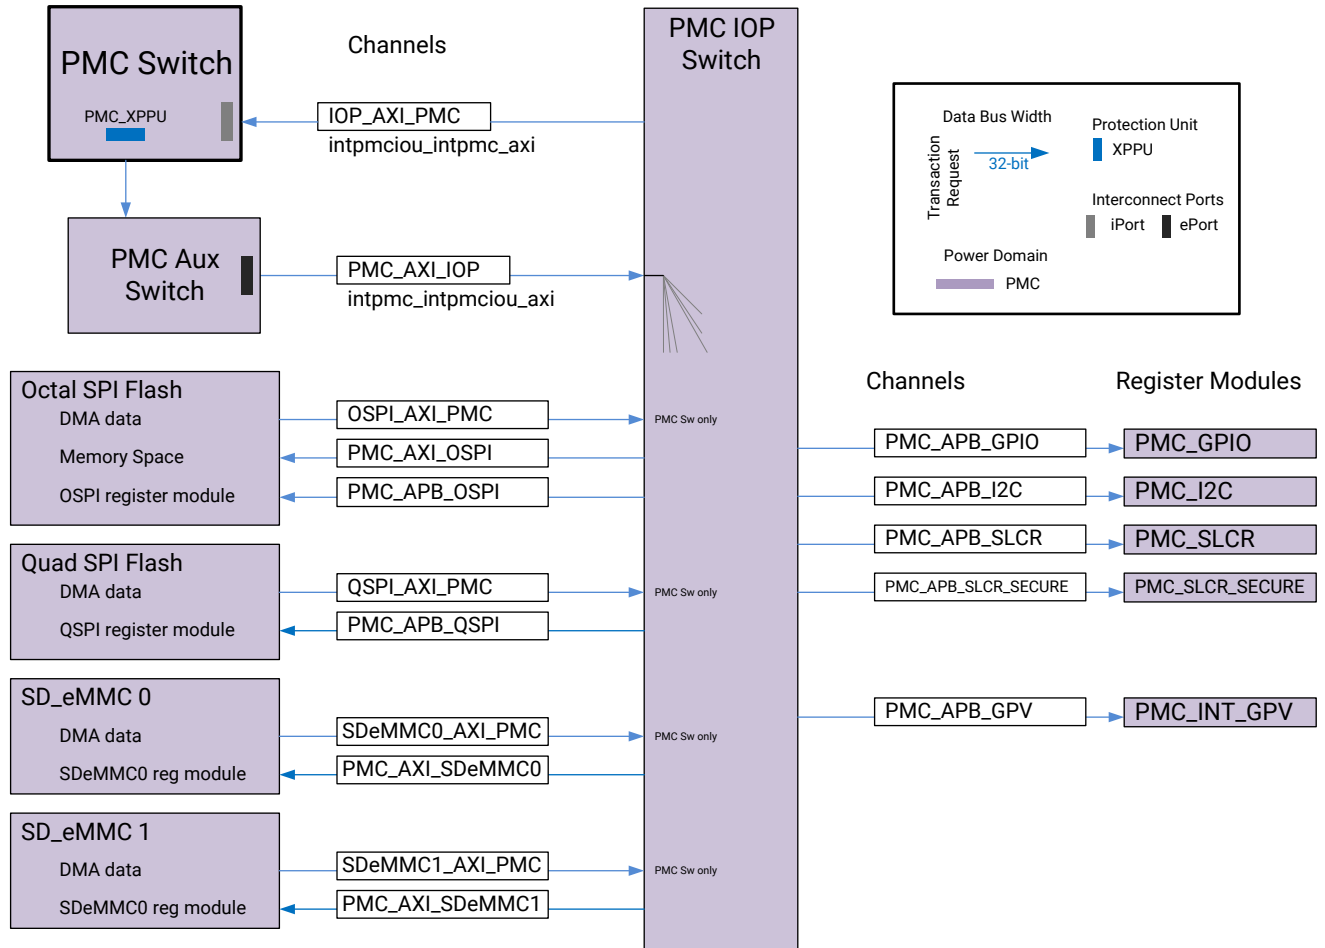 PMC Switch
PMC_XPPU
Channels
IOP_AXI_PMC
intpmciou_intpmc_axi
PMC IOP
Switch
PMC Aux
Switch
PMC_AXI_IOP
intpmc_intpmciou_axi
Data Bus Width
Transaction
Request
32-bit
Protection Unit
XPPU
Interconnect Ports
iPort
ePort
Power Domain
PMC
Octal SPI Flash
DMA data
OSPI_AXI_PMC
PMC Sw only
Memory Space
PMC_AXI_OSPI
OSPI register module
PMC_APB_OSPI
Quad SPI Flash
DMA data
QSPI_AXI_PMC
PMC Sw only
QSPI register module
PMC_APB_QSPI
SD_eMMC 0
DMA data
SDeMMC0_AXI_PMC
PMC Sw only
SDeMMC0 reg module
PMC_AXI_SDeMMC0
SD_eMMC 1
DMA data
SDeMMC1_AXI_PMC
PMC Sw only
SDeMMC0 reg module
PMC_AXI_SDeMMC1
Channels
Register Modules
PMC_APB_GPIO
PMC_GPIO
PMC_APB_I2C
PMC_I2C
PMC_APB_SLCR
PMC_SLCR
PMC_APB_SLCR_SECURE
PMC_SLCR_SECURE
PMC_APB_GPV
PMC_INT_GPV